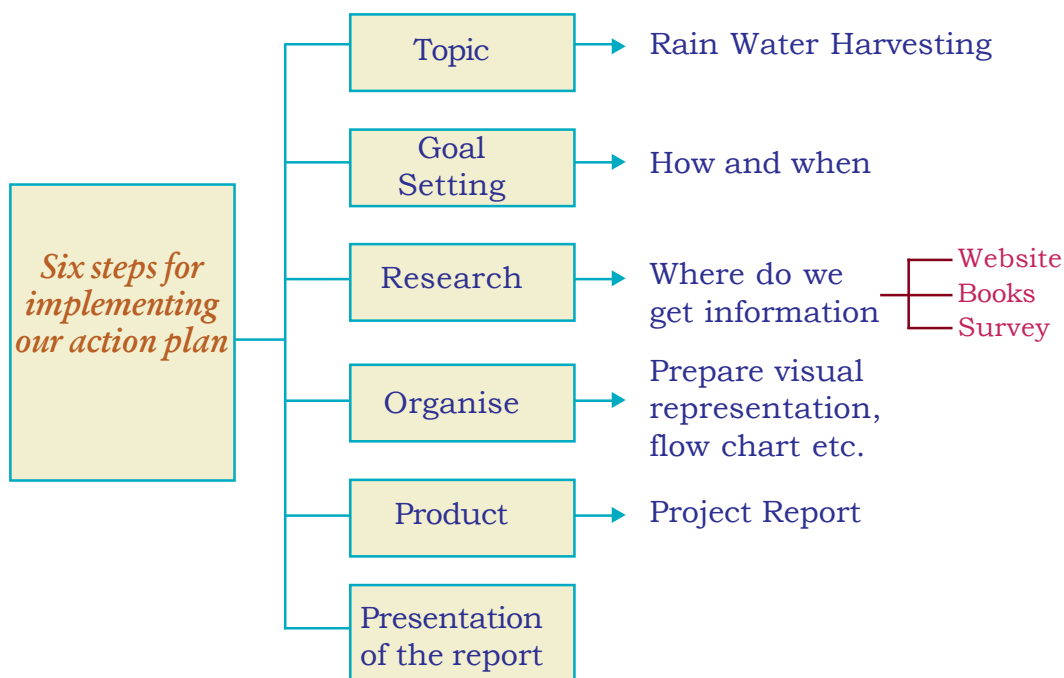 Six steps for
implementing
our action plan
Topic
Rain Water Harvesting
Goal
Setting
How and when
Research
Where do we
get information
Website
Books
Survey
Organise
Prepare visual
representation,
flow chart etc.
Product
Project Report
Presentation
of the report